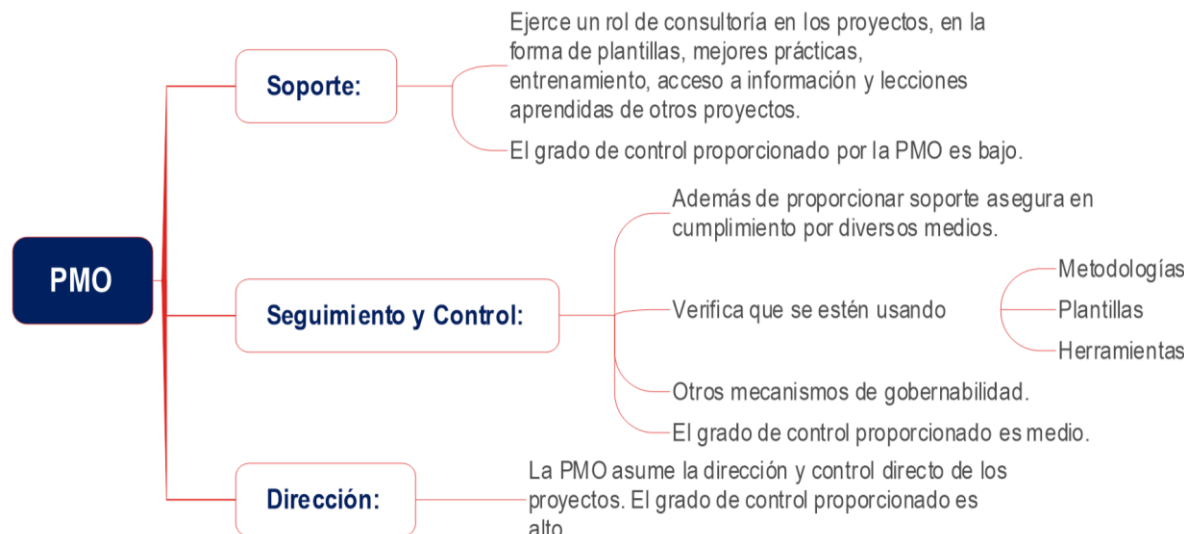 PMO
Soporte:
Ejerce un rol de consultoría en los proyectos, en la
forma de plantillas, mejores prácticas,
entrenamiento, acceso a información y lecciones
aprendidas de otros proyectos.
El grado de control proporcionado por la PMO es bajo.
Seguimiento y Control:
Además de proporcionar soporte asegura en
cumplimiento por diversos medios.
Verifica que se estén usando
Metodologías
Plantillas
Herramientas
Otros mecanismos de gobernabilidad.
El grado de control proporcionado es medio.
Dirección:
La PMO asume la dirección y control directo de los
proyectos. El grado de control proporcionado es
alto